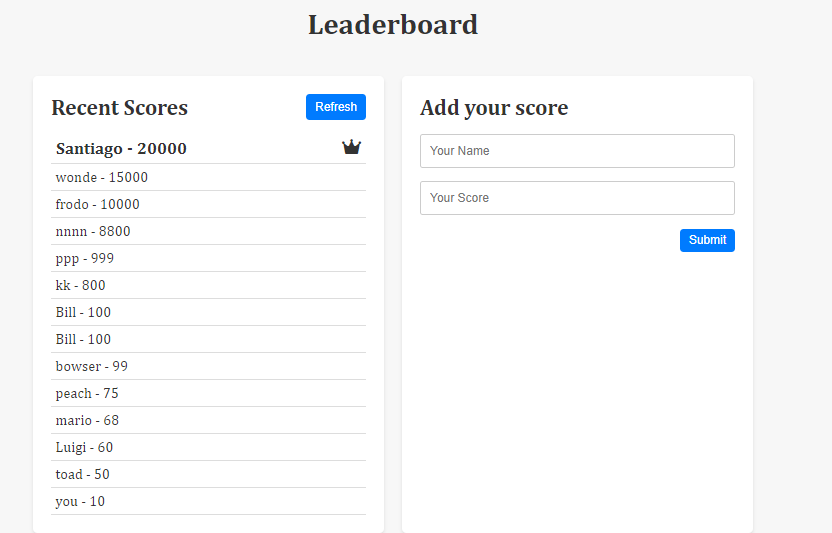 Leaderboard
Recent Scores
Refresh
Santiago - 20000
wonde - 15000
frodo - 10000
nnnn - 8800
ppp - 999
kk - 800
Bill - 100
Bill - 100
bowser - 99
peach - 75
mario - 68
Luigi - 60
toad - 50
you - 10
Add your score
Your Name
Your Score
Submit